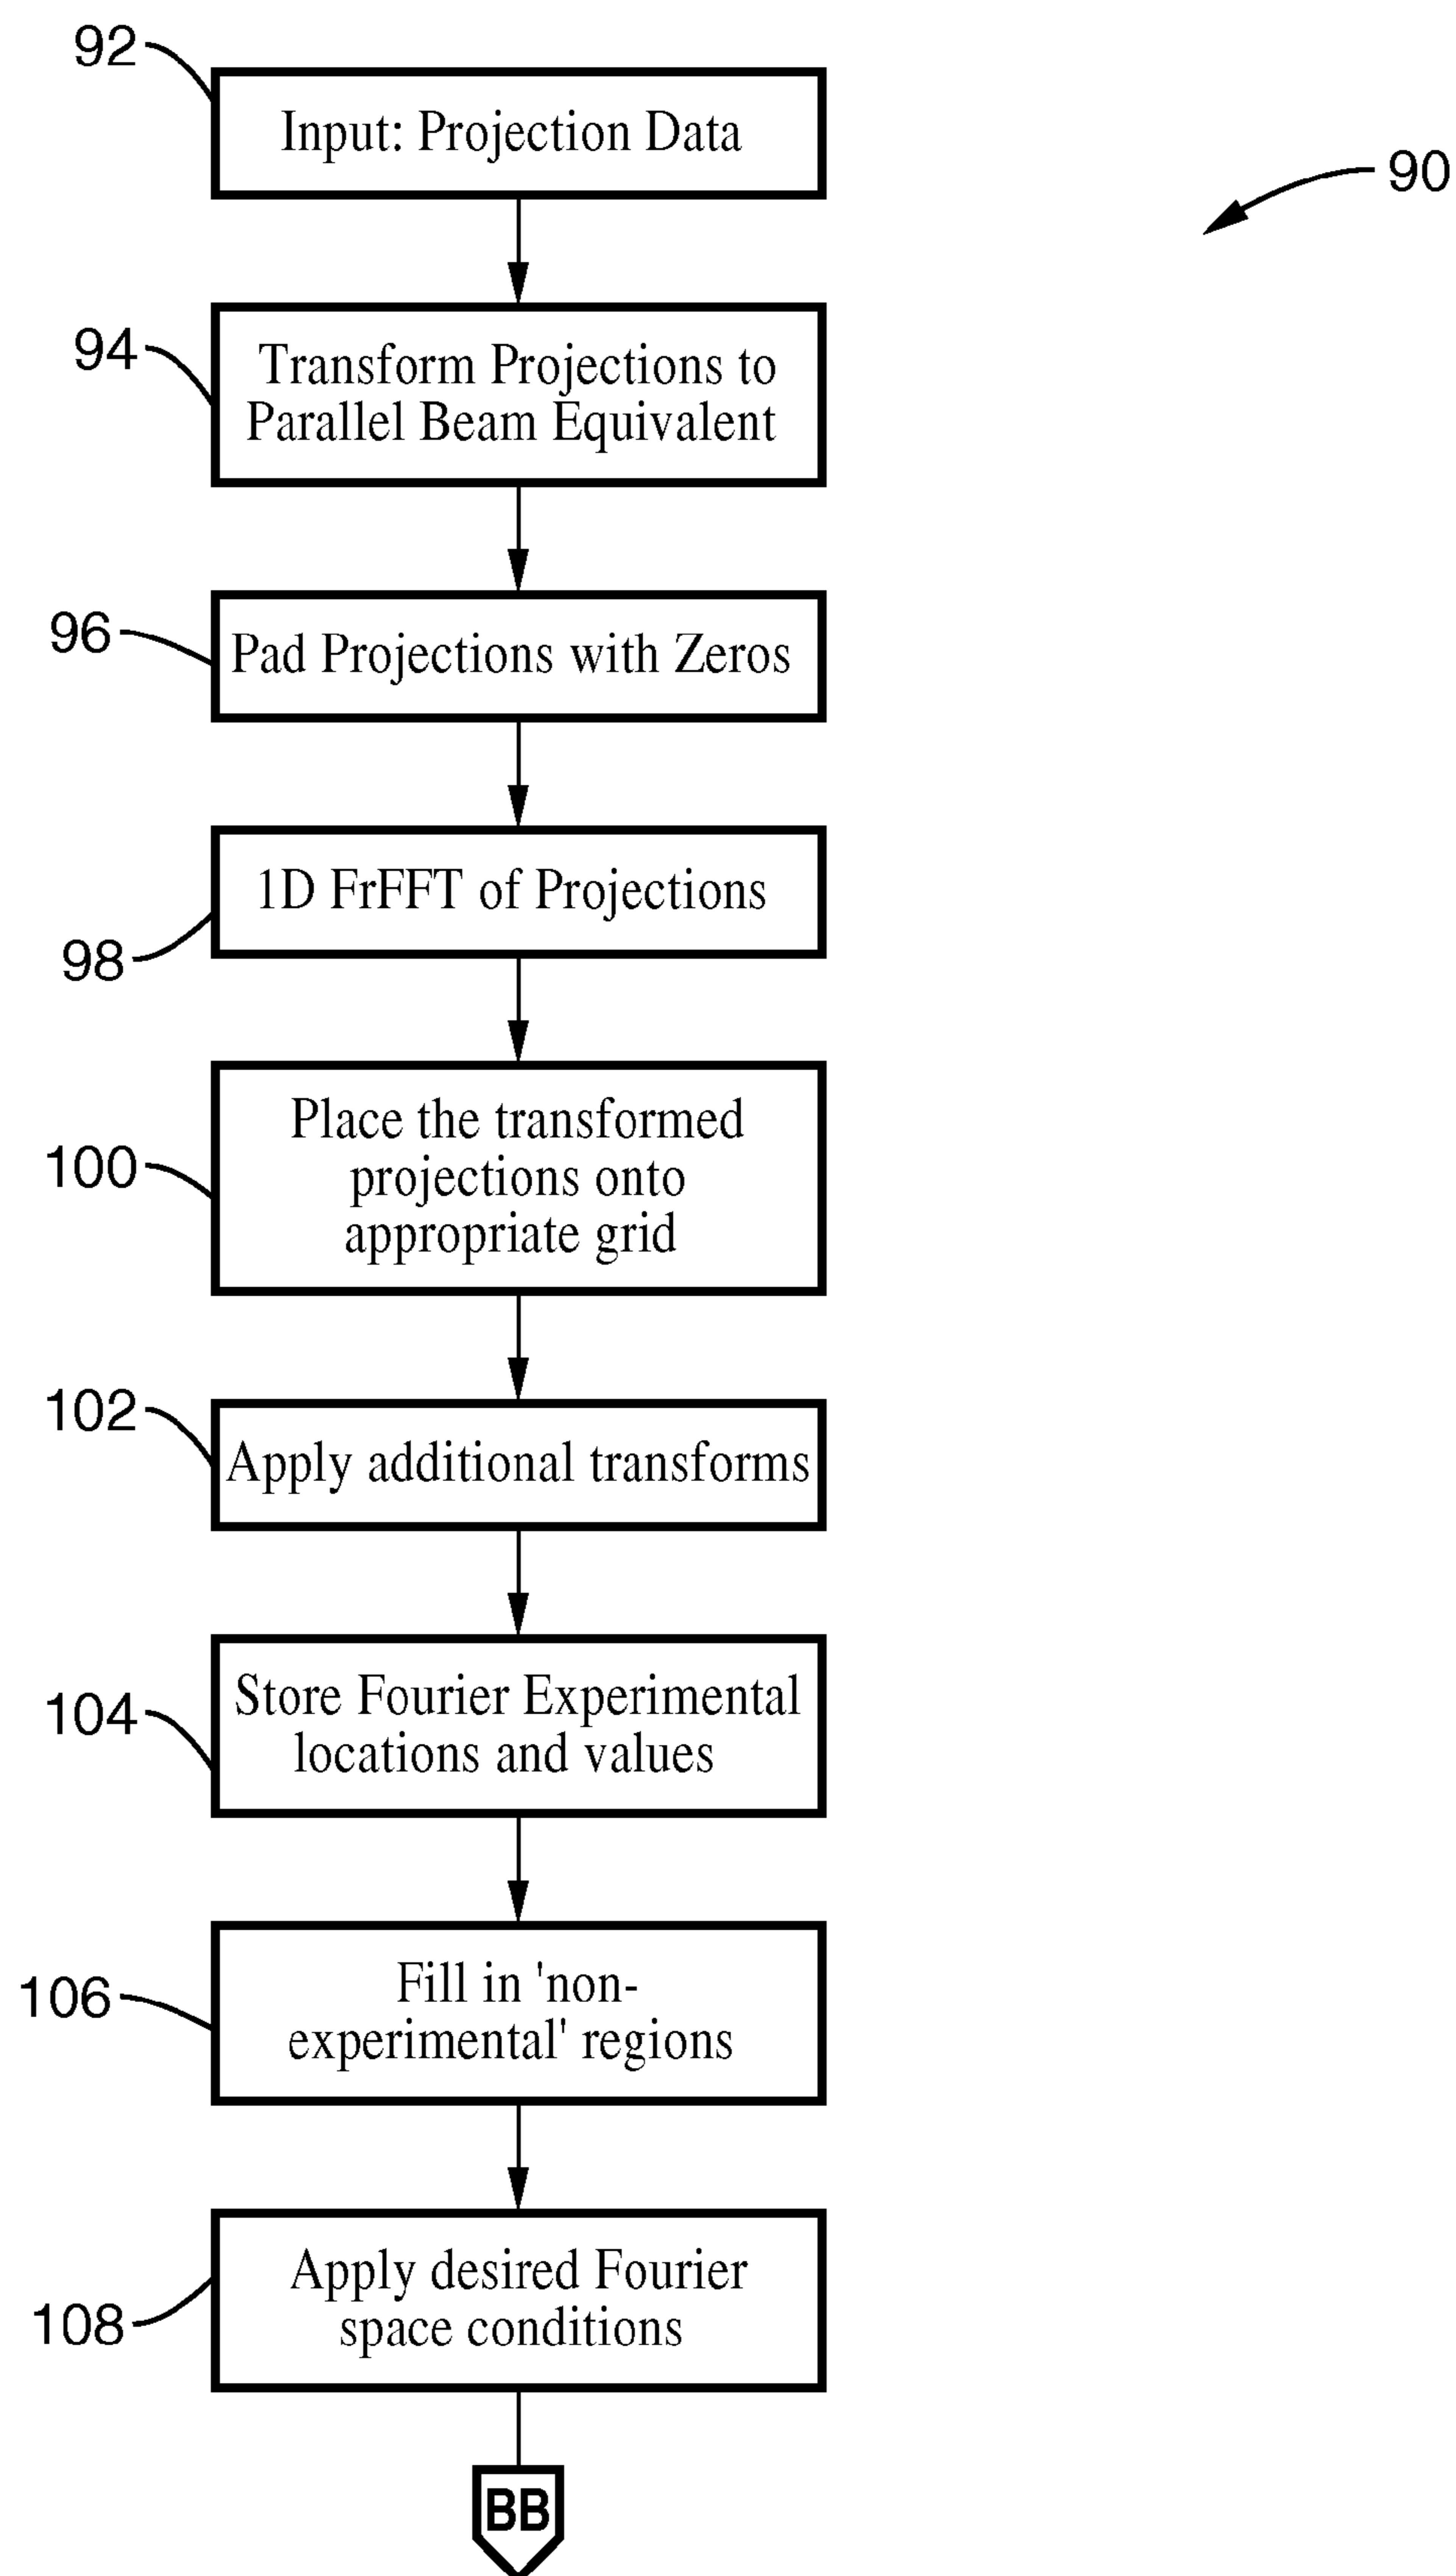 92
Input: Projection Data
90
94
Transform Projections to
Parallel Beam Equivalent
96
Pad Projections with Zeros
1D FrFFT of Projections
98
Place the transformed
100
projections onto
appropriate grid
102
Apply additional transforms
Store Fourier Experimental
104
locations and values
106
Fill in 'non-
experimental' regions
Apply desired Fourier
108
space conditions
BB